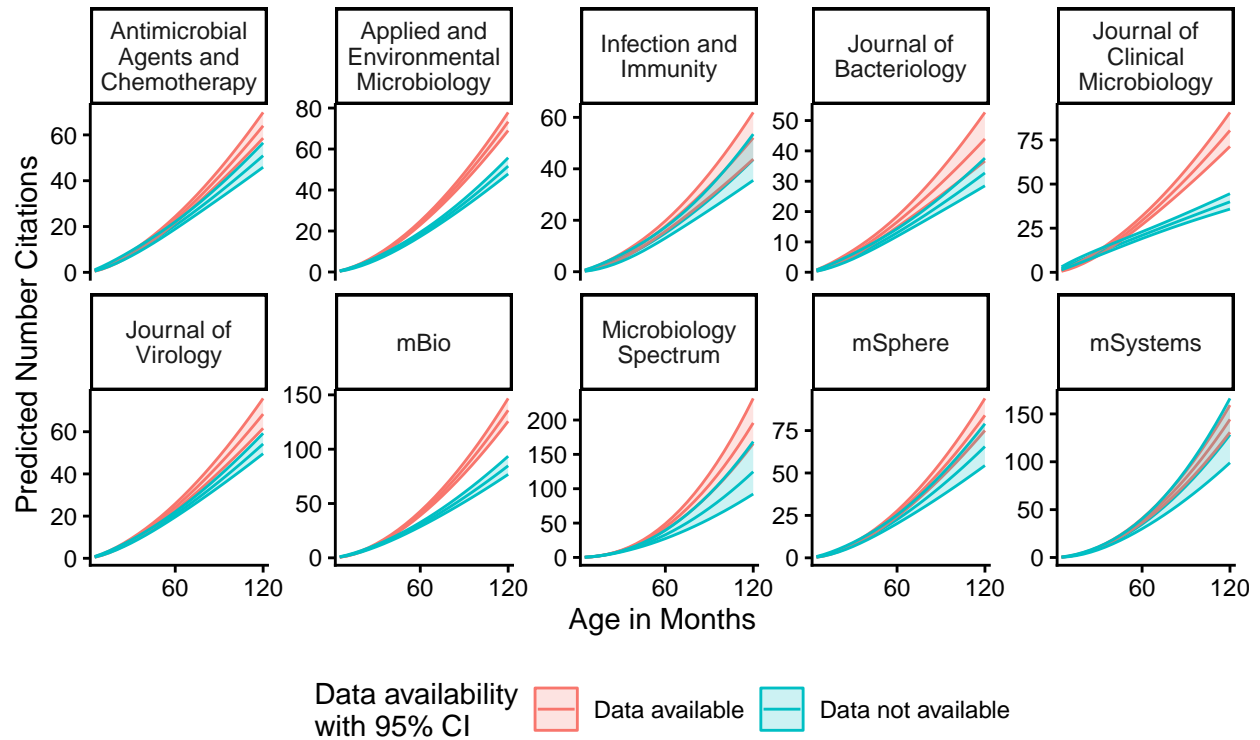 Antimicrobial
Agents and
Chemotherapy
Applied and
Environmental
Microbiology
Infection and
Immunity
Journal of
Bacteriology
Journal of
Clinical
Microbiology
60
40
20
0
80
60
40
20
0
60
40
20
0
50
40
30
20
10
0
75
50
25
0
Predicted Number Citations
Journal of
Virology
mBio
Microbiology
Spectrum
mSphere
mSystems
60
40
20
0
150
100
50
0
200
150
100
50
0
75
50
25
0
150
100
50
0
60
120
60
120
60
120
60
120
60
120
Age in Months
Data availability
with 95% CI
Data available
Data not available